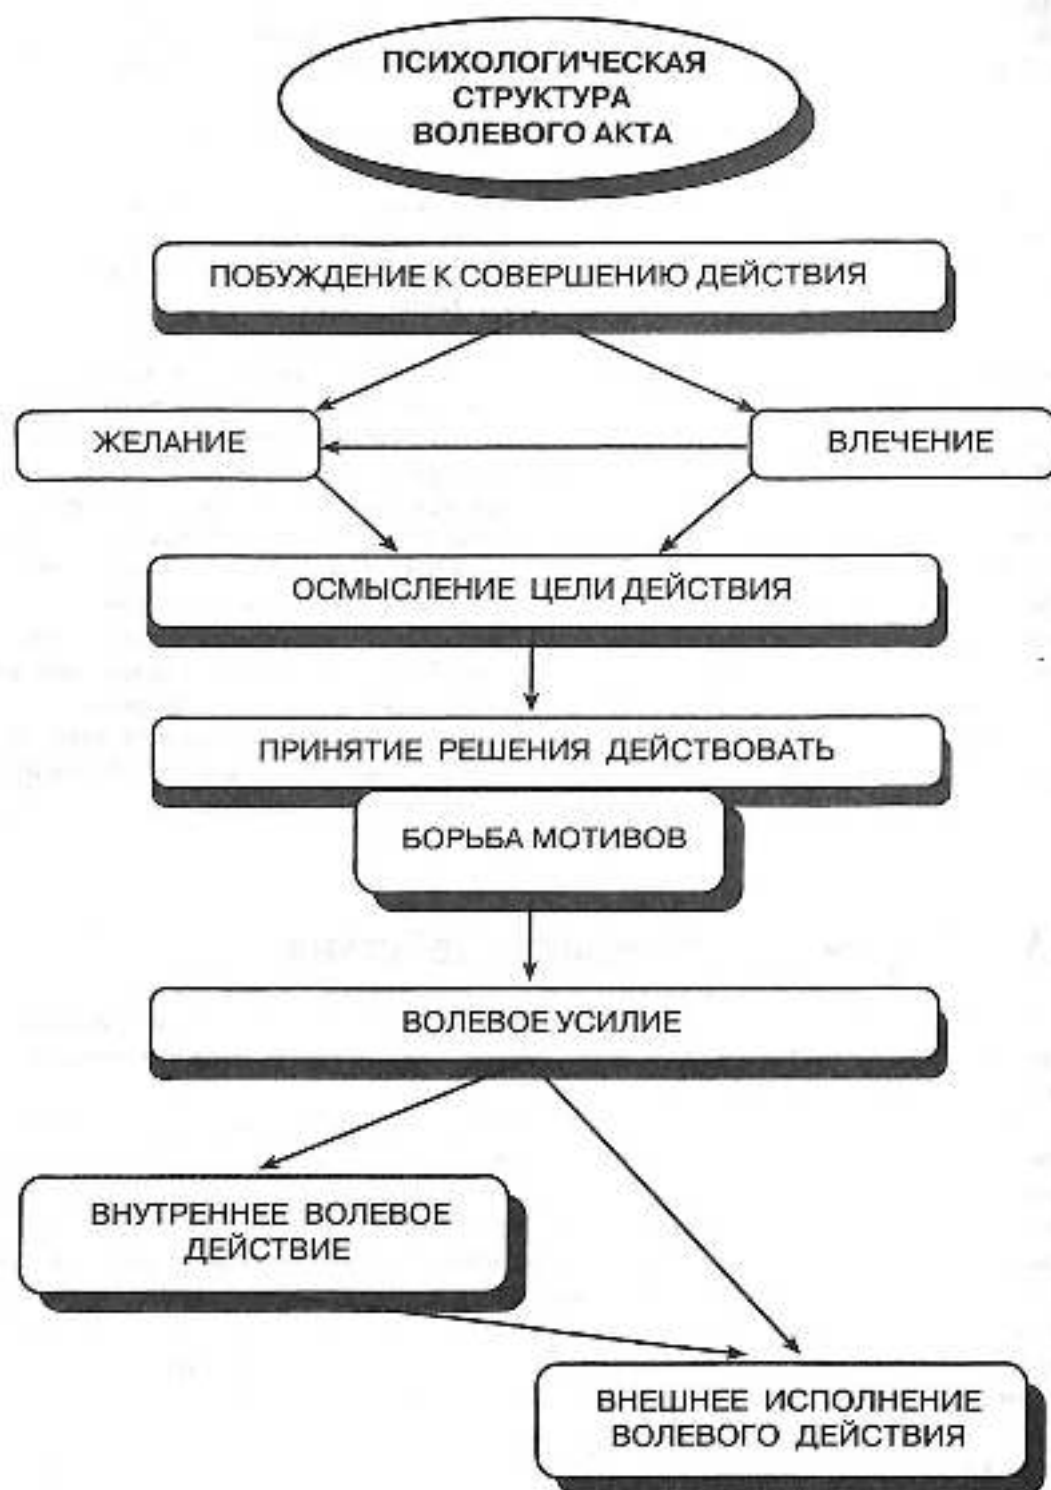 ПСИХОЛОГИЧЕСКАЯ
СТРУКТУРА
ВОЛЕВОГО АКТА
ПОБУЖДЕНИЕ К СОВЕРШЕНИЮ ДЕЙСТВИЯ
ЖЕЛАНИЕ
ВЛЕЧЕНИЕ
ОСМЫСЛЕНИЕ ЦЕЛИ ДЕЙСТВИЯ
ПРИНЯТИЕ РЕШЕНИЯ ДЕЙСТВОВАТЬ
БОРЬБА МОТИВОВ
ВОЛЕВОЕ УСИЛИЕ
ВНУТРЕННЕЕ ВОЛЕВОЕ
ДЕЙСТВИЕ
ВНЕШНЕЕ ИСПОЛНЕНИЕ
ВОЛЕВОГО ДЕЙСТВИЯ